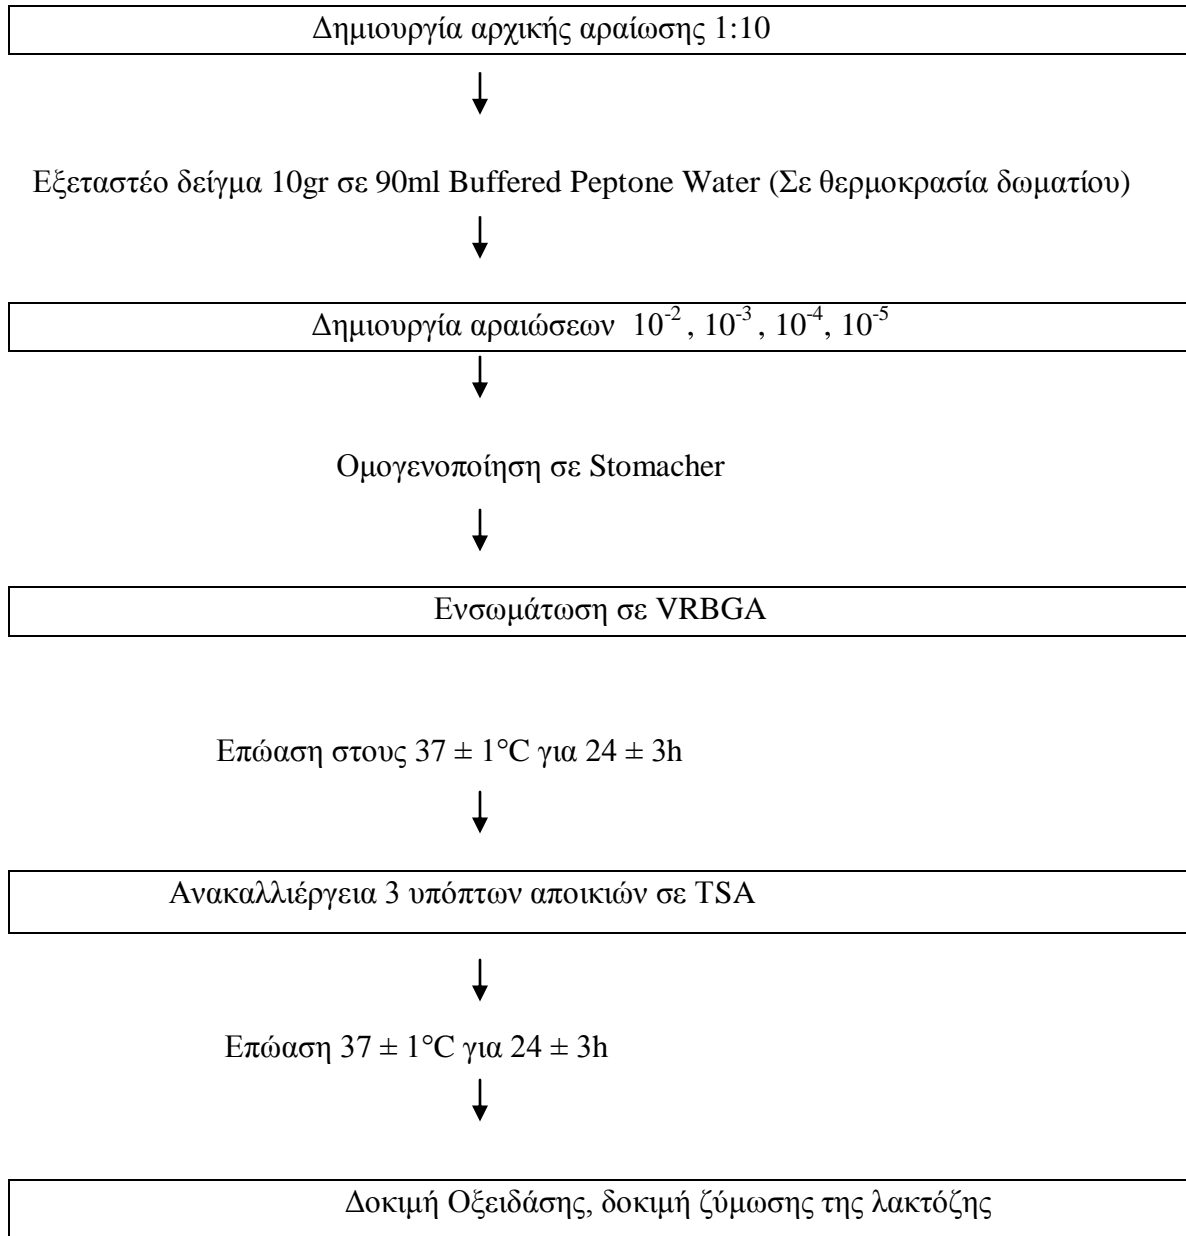 Δημιουργία αρχικής αραίωσης 1:10
Εξεταστέο δείγμα 10gr σε 90ml Buffered Peptone Water (Σε θερμοκρασία δωματίου)
Δημιουργία αραιώσεων 10⁻² , 10⁻³ , 10⁻⁴, 10⁻⁵
Ομογενοποίηση σε Stomacher
Ενσωμάτωση σε VRBGA
Επώαση στους 37 ± 1°C για 24 ± 3h
Ανακαλλιέργεια 3 υπόπτων αποικιών σε TSA
Επώαση 37 ± 1°C για 24 ± 3h
Δοκιμή Οξειδάσης, δοκιμή ζύμωσης της λακτόζης